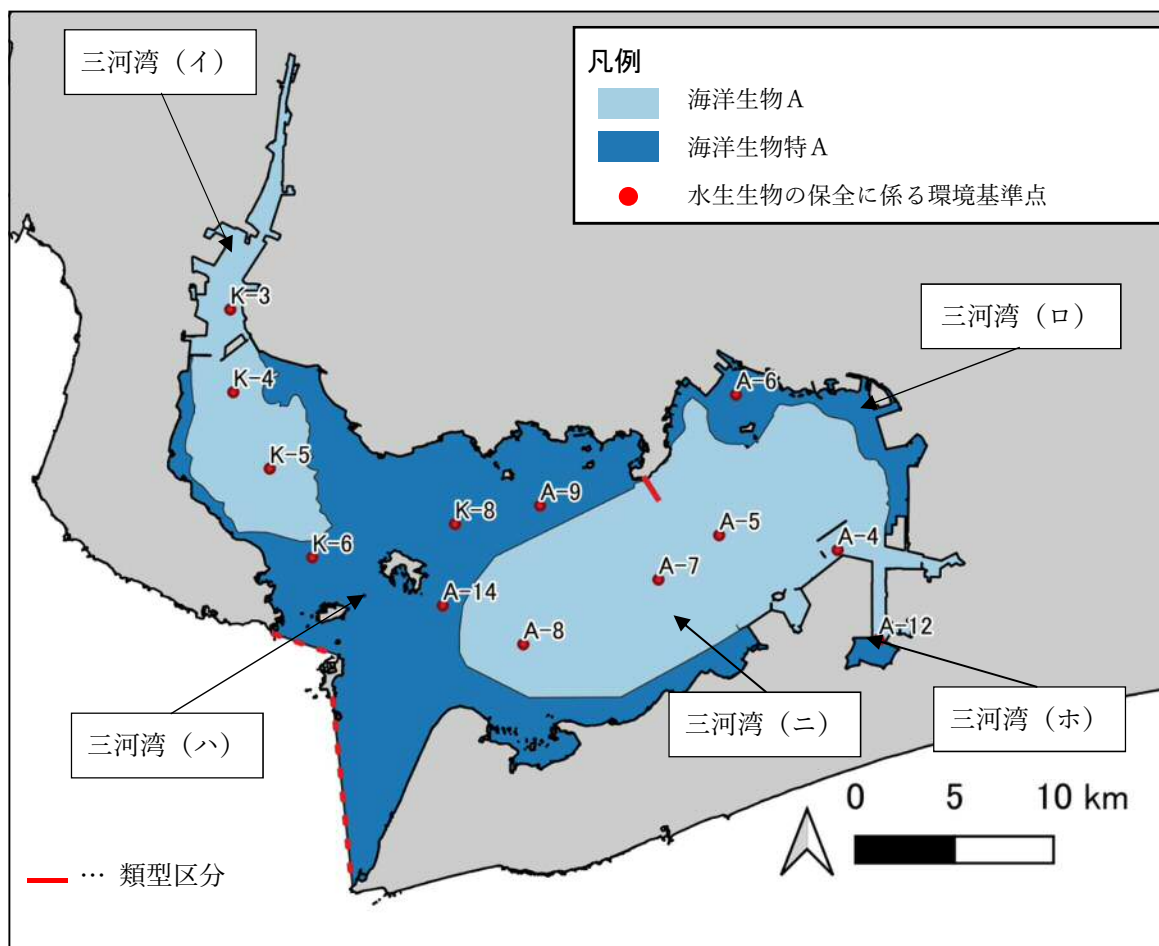 三河湾（イ）
凡例
海洋生物Ａ
海洋生物特Ａ
水生生物の保全に係る環境基準点
K-3
三河湾（ロ）
K-4
A-6
K-5
A-9
K-8
A-5
A-4
K-6
A-7
A-14
A-8
A-12
三河湾（ハ）
三河湾（ニ）
三河湾（ホ）
0 5 10 km
… 類型区分